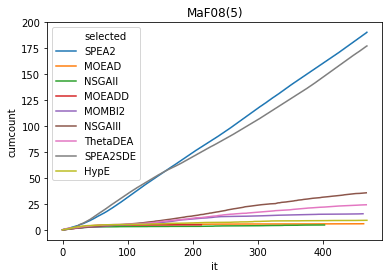 MaF08(5)
selected
SPEA2
MOEAD
NSGAII
MOEADD
MOMBI2
NSGAIII
ThetaDEA
SPEA2SDE
HypE
200
175
150
125
100
75
50
25
0
cumcount
0 100 200 300 400
it